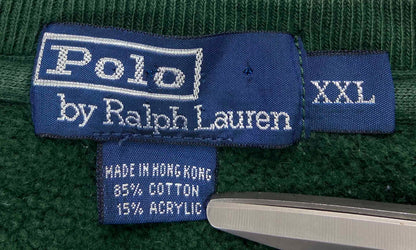 Polo
by Ralph Lauren
XXL
MADE IN HONG KONG
85% COTTON
15% ACRYLIC